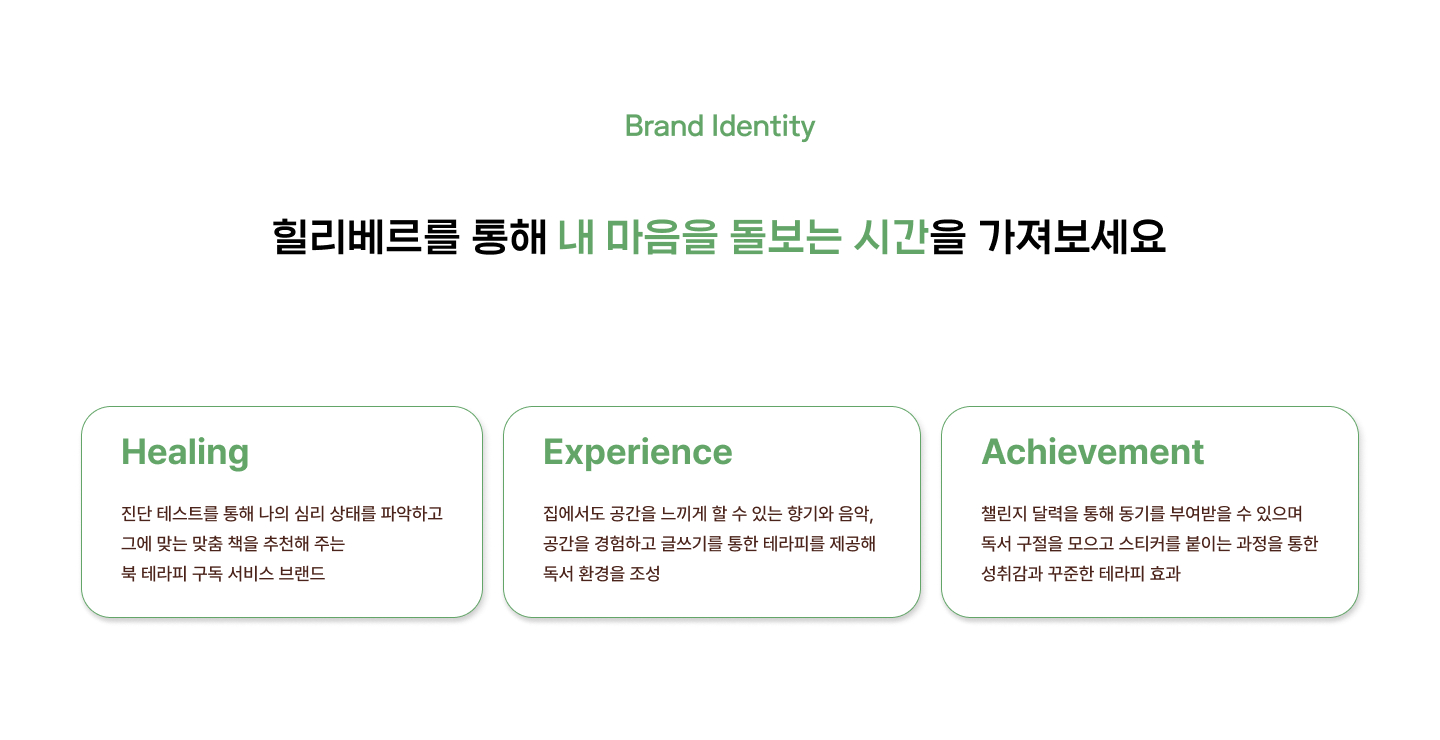 Brand Identity
힐리베르를 통해 내 마음을 돌보는 시간을 가져보세요
Healing
진단 테스트를 통해 나의 심리 상태를 파악하고
그에 맞는 맞춤 책을 추천해 주는
북 테라피 구독 서비스 브랜드
Experience
집에서도 공간을 느끼게 할 수 있는 향기와 음악,
공간을 경험하고 글쓰기를 통한 테라피를 제공해
독서 환경을 조성
Achievement
챌린지 달력을 통해 동기를 부여받을 수 있으며
독서 구절을 모으고 스티커를 붙이는 과정을 통한
성취감과 꾸준한 테라피 효과